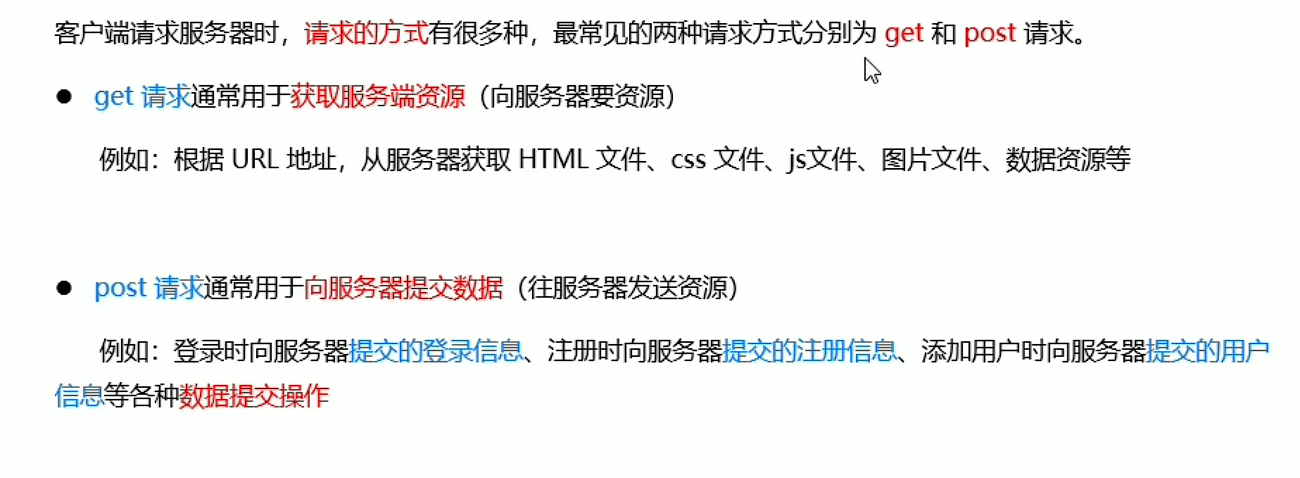 客户端请求服务器时，请求的方式有很多种，最常见的两种请求方式分别为 get 和 post 请求。
● get 请求通常用于获取服务端资源（向服务器要资源）
例如：根据 URL 地址，从服务器获取 HTML 文件、css 文件、js文件、图片文件、数据资源等
● post 请求通常用于向服务器提交数据（往服务器发送资源）
例如：登录时向服务器提交的登录信息、注册时向服务器提交的注册信息、添加用户时向服务器提交的用户
信息等各种数据提交操作